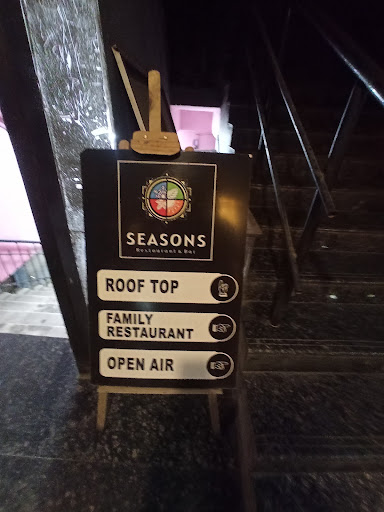 SEASONS
Restaurant & Bar
ROOF TOP
FAMILY
RESTAURANT
OPEN AIR